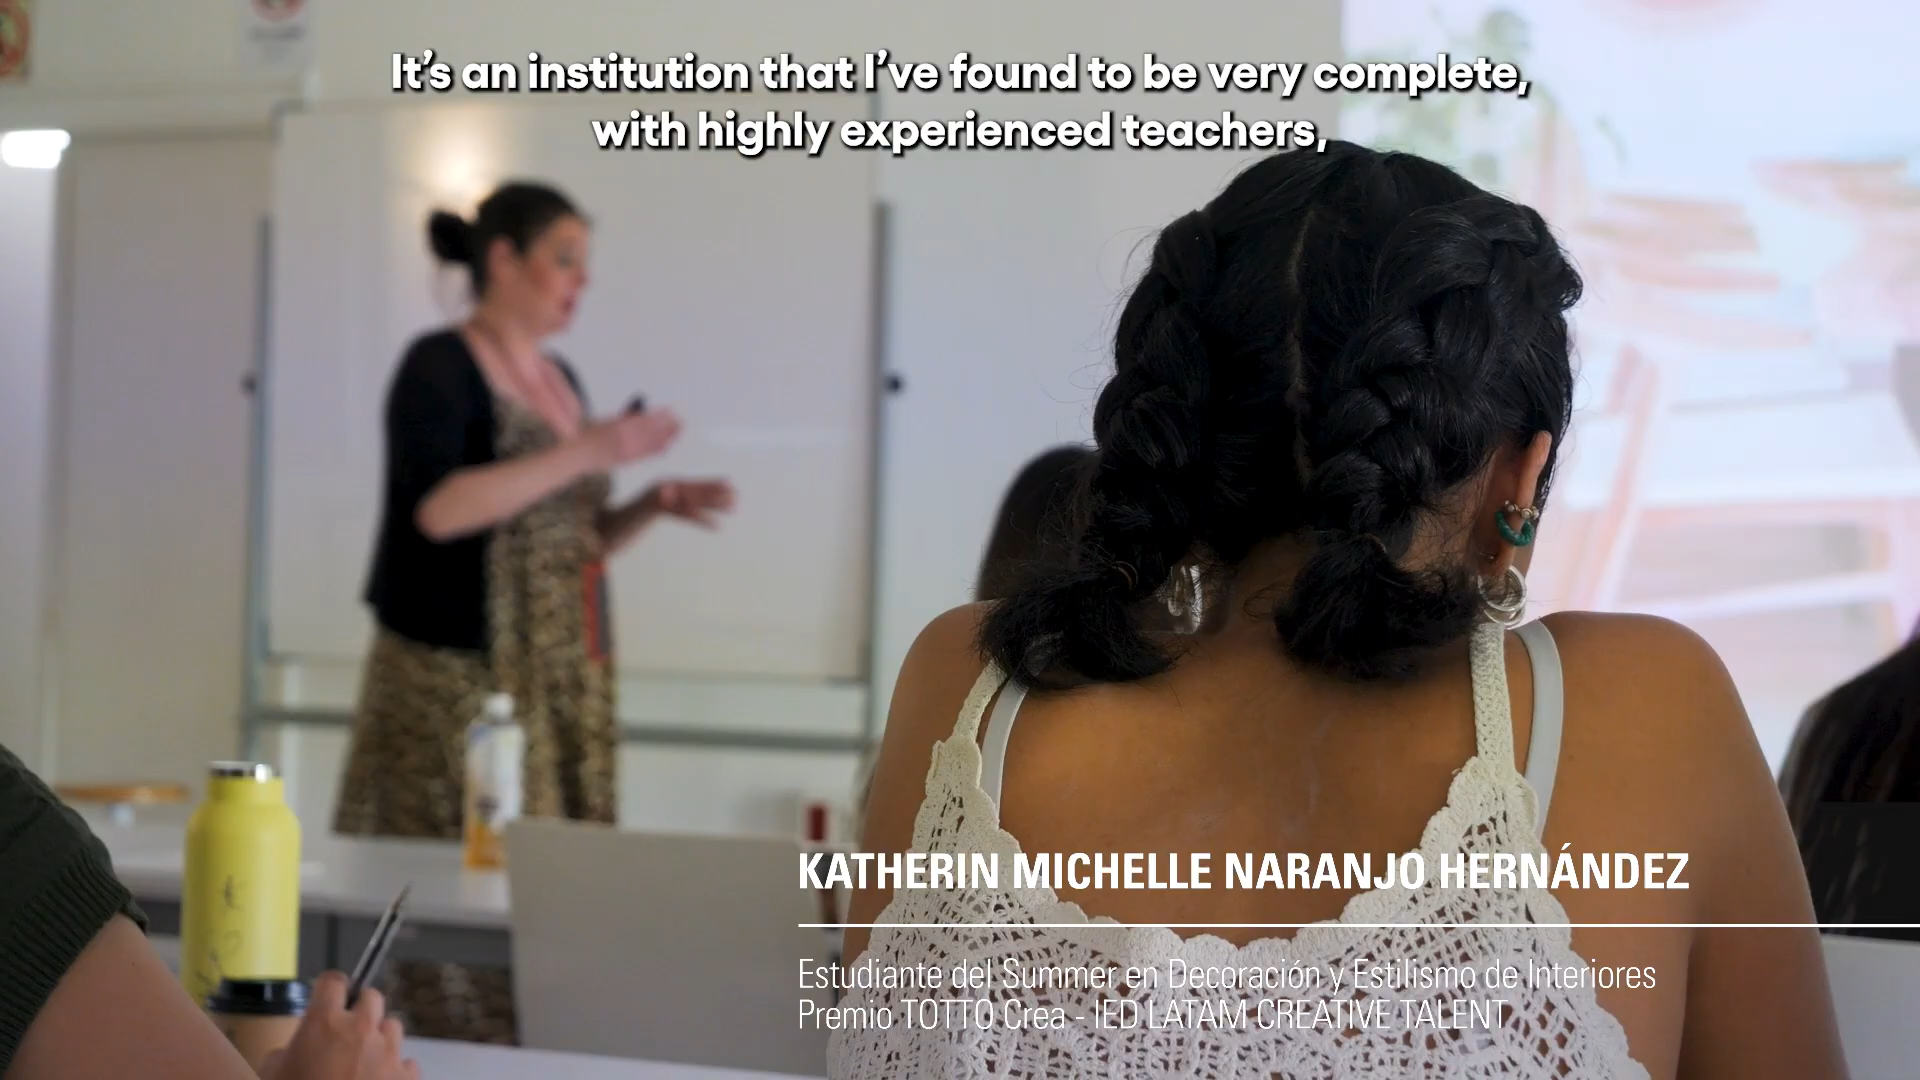 It's an institution that I've found to be very complete,
with highly experienced teachers,
KATHERIN MICHELLE NARANJO HERNÁNDEZ
Estudiante del Summer en Decoración y Estilismo de Interiores
Premio TOTTO Crea - IED LATAM CREATIVE TALENT